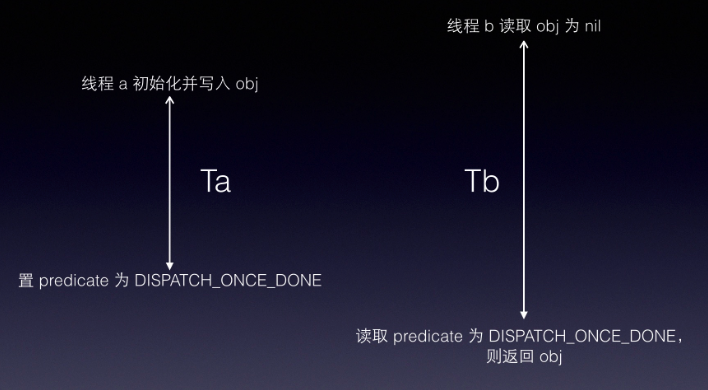 线程 b 读取 obj 为 nil
线程 a 初始化并写入 obj
Ta
Tb
置 predicate 为 DISPATCH_ONCE_DONE
读取 predicate 为 DISPATCH_ONCE_DONE，
则返回 obj